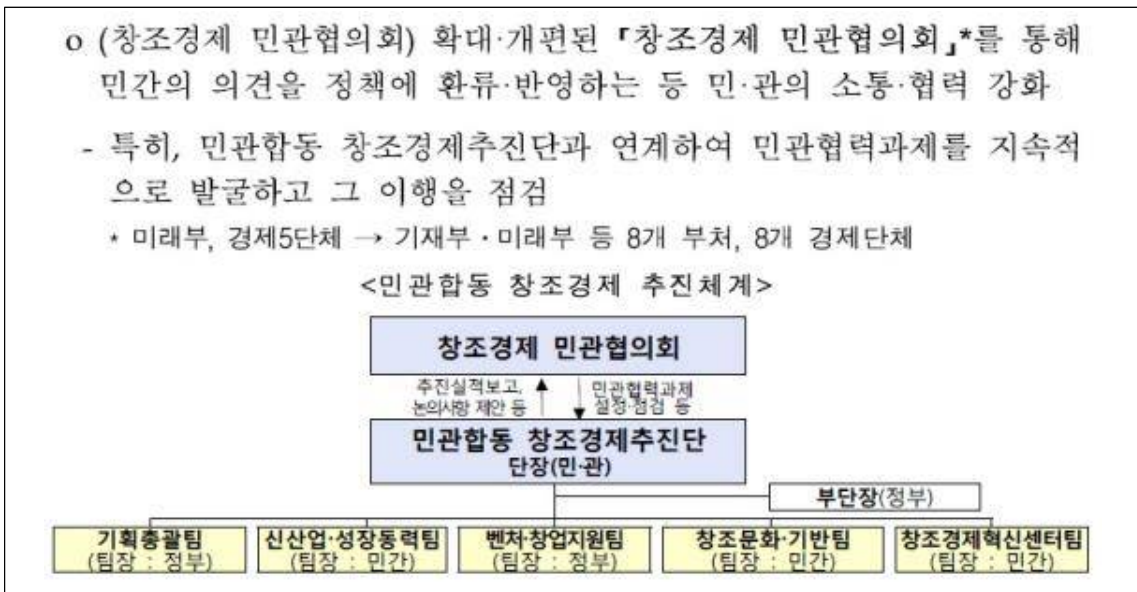 o (창조경제 민관협의회) 확대·개편된 『창조경제 민관협의회』*를 통해
민간의 의견을 정책에 환류·반영하는 등 민·관의 소통·협력 강화
- 특히, 민관합동 창조경제추진단과 연계하여 민관협력과제를 지속적
으로 발굴하고 그 이행을 점검
* 미래부, 경제5단체 → 기재부·미래부 등 8개 부처, 8개 경제단체
<민관합동 창조경제 추진체계>
창조경제 민관협의회
추진실적보고,
논의사항 제안 등
민관협력과제
설정·점검 등
민관합동 창조경제추진단
단장(민·관)
부단장(정부)
기획총괄팀
(팀장 : 정부)
신산업·성장동력팀
(팀장 : 민간)
벤처·창업지원팀
(팀장 : 정부)
창조문화·기반팀
(팀장 : 민간)
창조경제혁신센터팀
(팀장 : 민간)